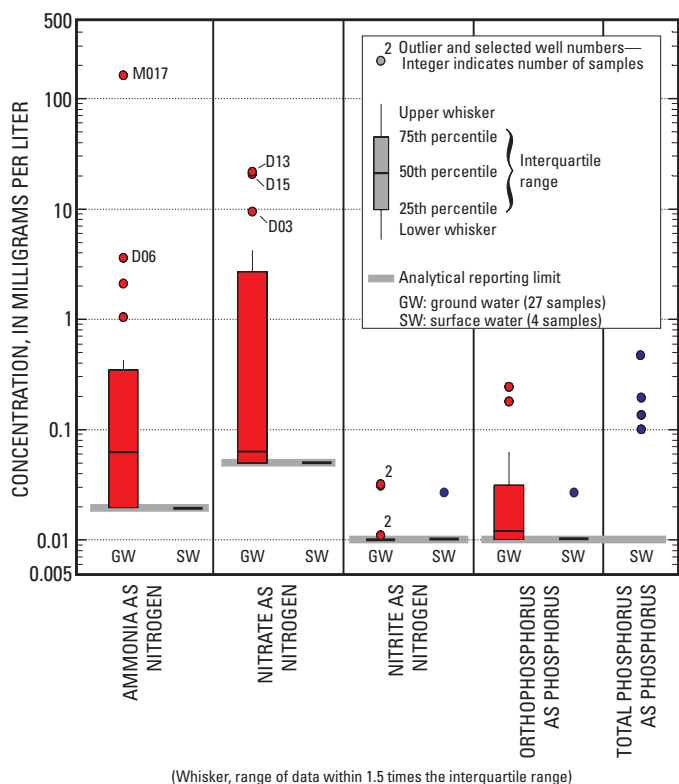 500
100
10
1
0.1
0.01
0.005
CONCENTRATION, IN MILLIGRAMS PER LITER
M017
D06
D13
D15
D03
2
2
2 Outlier and selected well numbers—
Integer indicates number of samples
Upper whisker
75th percentile
50th percentile
25th percentile
Lower whisker
Interquartile
range
Analytical reporting limit
GW: ground water (27 samples)
SW: surface water (4 samples)
GW SW GW SW GW SW GW SW SW
AMMONIA AS
NITROGEN
NITRATE AS
NITROGEN
NITRITE AS
NITROGEN
ORTHOPHOSPHORUS
AS PHOSPHORUS
TOTAL PHOSPHORUS
AS PHOSPHORUS
(Whisker, range of data within 1.5 times the interquartile range)